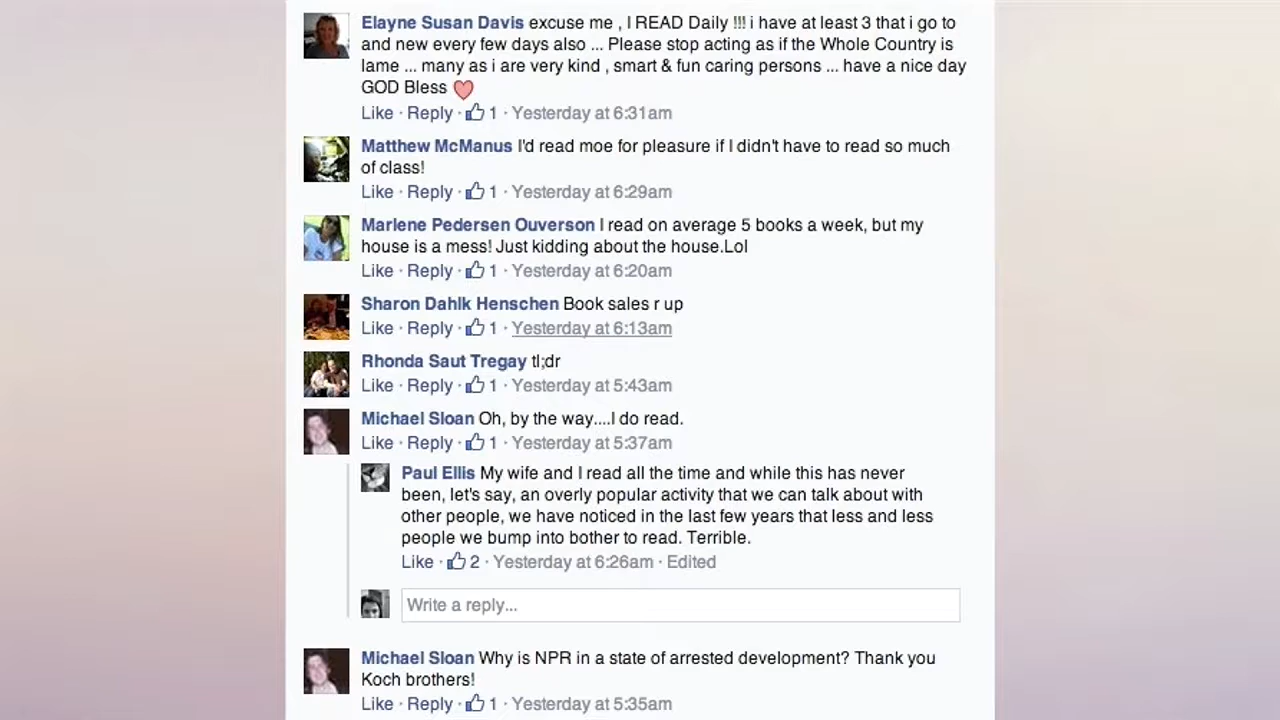 Elayne Susan Davis excuse me , I READ Daily !!! i have at least 3 that i go to
and new every few days also ... Please stop acting as if the Whole Country is
lame ... many as i are very kind , smart & fun caring persons ... have a nice day
GOD Bless
Like · Reply · 1 · Yesterday at 6:31am
Matthew McManus I'd read moe for pleasure if I didn't have to read so much
of class!
Like · Reply · 1 · Yesterday at 6:29am
Marlene Pedersen Ouverson I read on average 5 books a week, but my
house is a mess! Just kidding about the house.Lol
Like · Reply · 1 · Yesterday at 6:20am
Sharon Dahlk Henschen Book sales r up
Like · Reply · 1 · Yesterday at 6:13am
Rhonda Saut Tregay tl;dr
Like · Reply · 1 · Yesterday at 5:43am
Michael Sloan Oh, by the way....I do read.
Like · Reply · 1 · Yesterday at 5:37am
Paul Ellis My wife and I read all the time and while this has never
been, let's say, an overly popular activity that we can talk about with
other people, we have noticed in the last few years that less and less
people we bump into bother to read. Terrible.
Like · 2 · Yesterday at 6:26am · Edited
Write a reply...
Michael Sloan Why is NPR in a state of arrested development? Thank you
Koch brothers!
Like · Reply · 1 · Yesterday at 5:35am